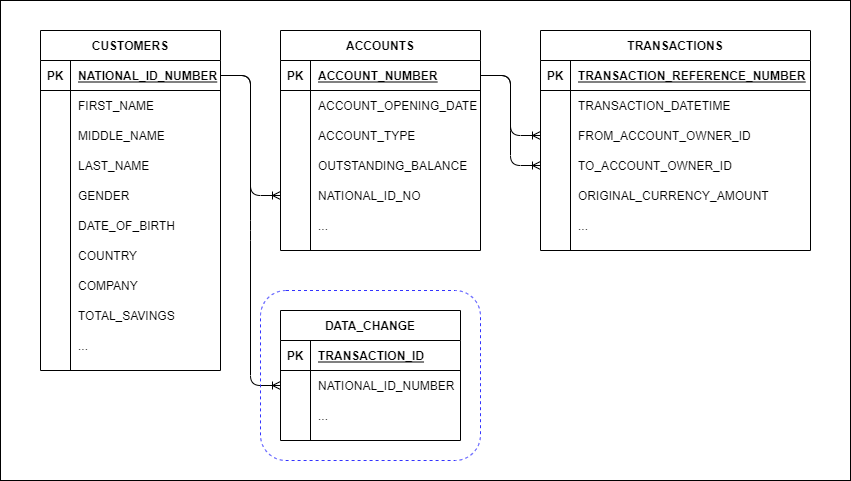 CUSTOMERS
PK NATIONAL_ID_NUMBER
FIRST_NAME
MIDDLE_NAME
LAST_NAME
GENDER
DATE_OF_BIRTH
COUNTRY
COMPANY
TOTAL_SAVINGS
...
ACCOUNTS
PK ACCOUNT_NUMBER
ACCOUNT_OPENING_DATE
ACCOUNT_TYPE
OUTSTANDING_BALANCE
NATIONAL_ID_NO
...
TRANSACTIONS
PK TRANSACTION_REFERENCE_NUMBER
TRANSACTION_DATETIME
FROM_ACCOUNT_OWNER_ID
TO_ACCOUNT_OWNER_ID
ORIGINAL_CURRENCY_AMOUNT
...
DATA_CHANGE
PK TRANSACTION_ID
NATIONAL_ID_NUMBER
...